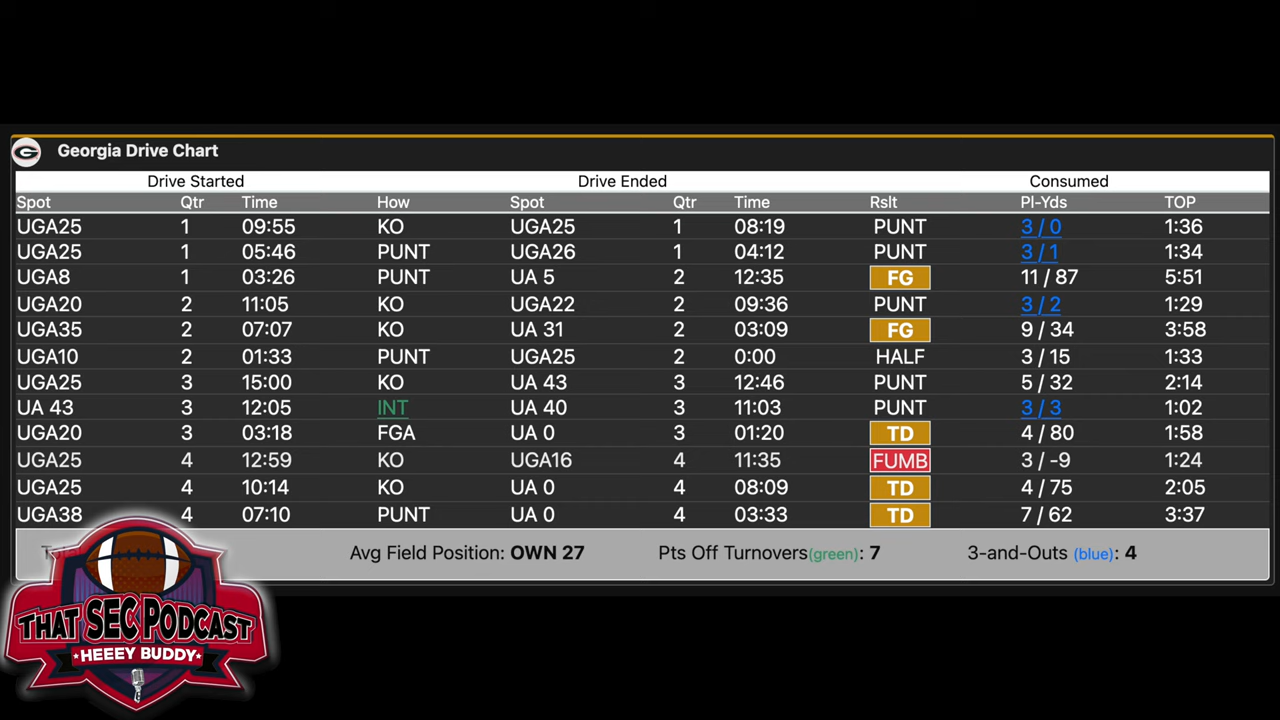 G Georgia Drive Chart
Drive Started Drive Ended Consumed
Spot Qtr Time How Spot Qtr Time Rslt Pl-Yds TOP
UGA25 1 09:55 KO UGA25 1 08:19 PUNT 3 / 0 1:36
UGA25 1 05:46 PUNT UGA26 1 04:12 PUNT 3 / 1 1:34
UGA8 1 03:26 PUNT UA 5 2 12:35 FG 11 / 87 5:51
UGA20 2 11:05 KO UGA22 2 09:36 PUNT 3 / 2 1:29
UGA35 2 07:07 KO UA 31 2 03:09 FG 9 / 34 3:58
UGA10 2 01:33 PUNT UGA25 2 0:00 HALF 3 / 15 1:33
UGA25 3 15:00 KO UA 43 3 12:46 PUNT 5 / 32 2:14
UA 43 3 12:05 INT UA 40 3 11:03 PUNT 3 / 3 1:02
UGA20 3 03:18 FGA UA 0 3 01:20 TD 4 / 80 1:58
UGA25 4 12:59 KO UGA16 4 11:35 FUMB 3 / -9 1:24
UGA25 4 10:14 KO UA 0 4 08:09 TD 4 / 75 2:05
UGA38 4 07:10 PUNT UA 0 4 03:33 TD 7 / 62 3:37
Avg Field Position: OWN 27 Pts Off Turnovers(green): 7 3-and-Outs (blue): 4
THAT SEC PODCAST
HEEEY BUDDY